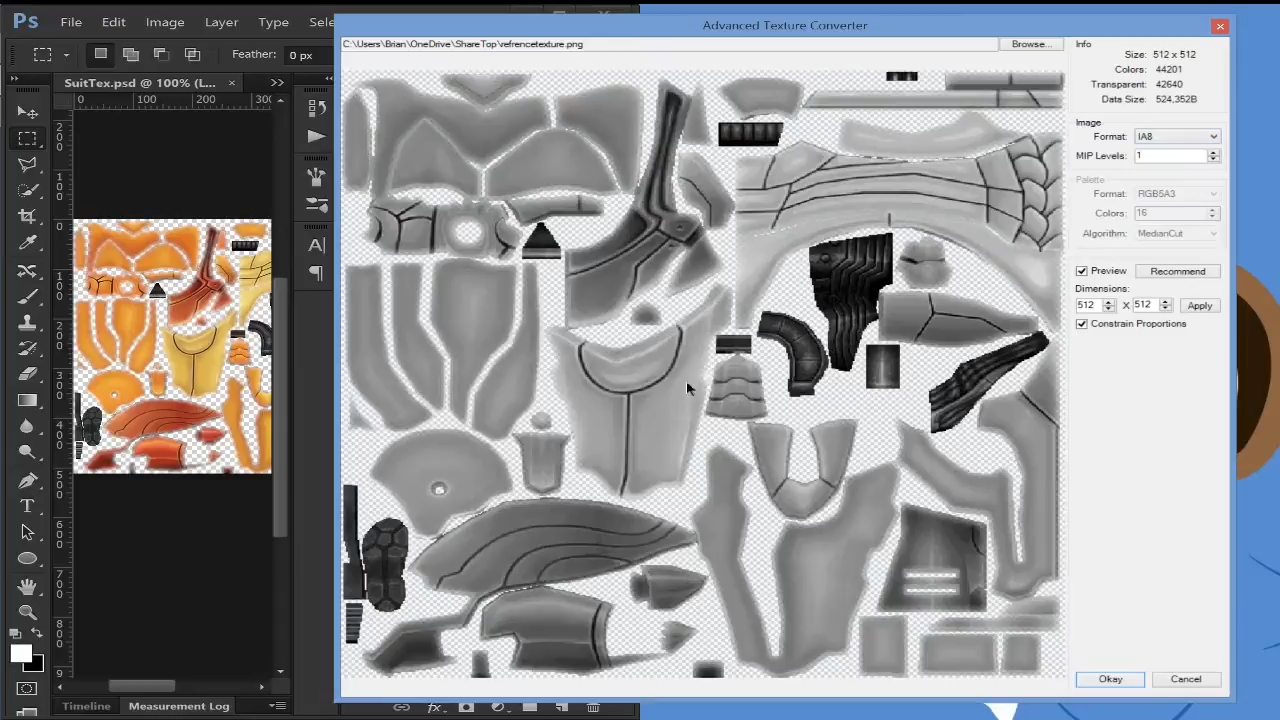 Ps File Edit Image Layer Type
Feather: 0 px
SuitTex.psd @ 100% (L... × >>
0 100 200
Timeline Measurement Log
Advanced Texture Converter
C:\Users\Brian\OneDrive\ShareTop\refrencetexture.png Browse...
Info
Size: 512 x 512
Colors: 44201
Transparent: 42640
Data Size: 524,352B
Image
Format: IA8
MIP Levels: 1
Palette
Format: RGB5A3
Colors: 16
Algorithm: MedianCut
Preview Recommend
Dimensions:
512 X 512 Apply
Constrain Proportions
Okay Cancel